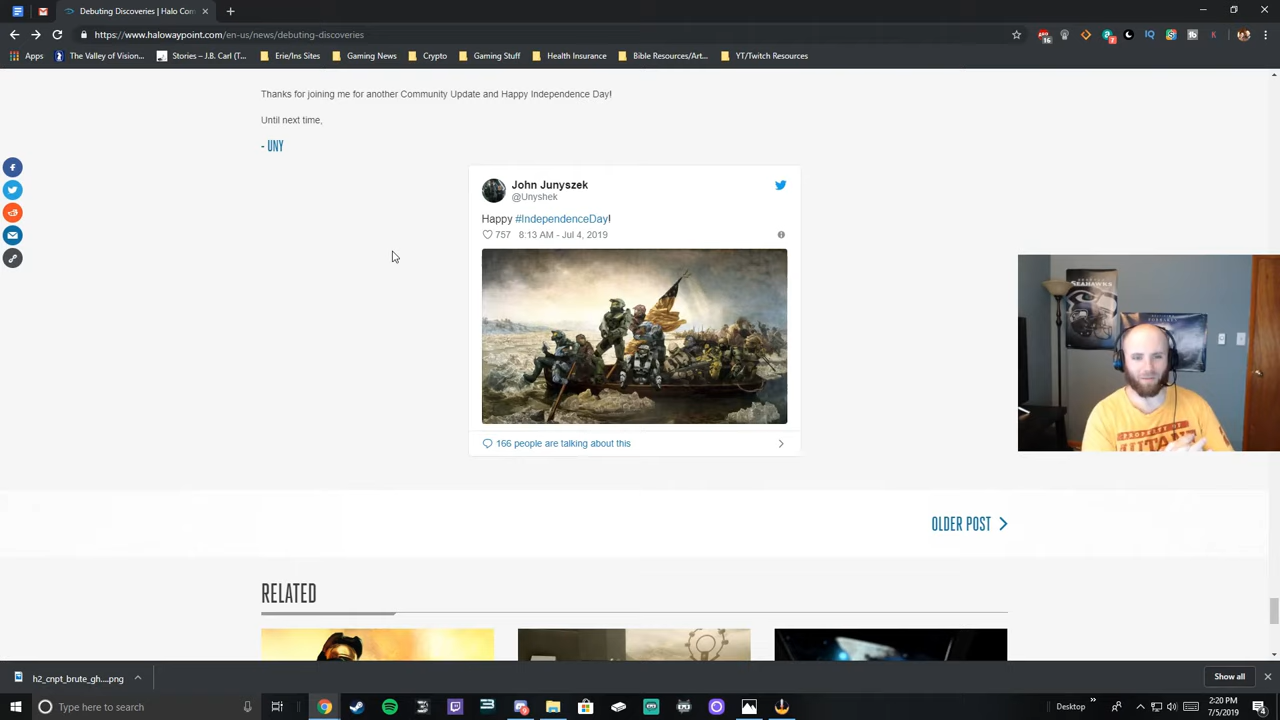 Debuting Discoveries | Halo Com
https://www.halowaypoint.com/en-us/news/debuting-discoveries
Apps
The Valley of Vision...
Stories – J.B. Carl (T...
Erie/Ins Sites
Gaming News
Crypto
Gaming Stuff
Health Insurance
Bible Resources/Art...
YT/Twitch Resources
Thanks for joining me for another Community Update and Happy Independence Day!
Until next time,
- UNY
John Junyszek
@Unyshek
Happy #IndependenceDay!
757 8:13 AM - Jul 4, 2019
166 people are talking about this
SEAHAWKS
OLDER POST
RELATED
h2_cnpt_brute_gh....png
Show all
Type here to search
Desktop
2:20 PM
7/5/2019